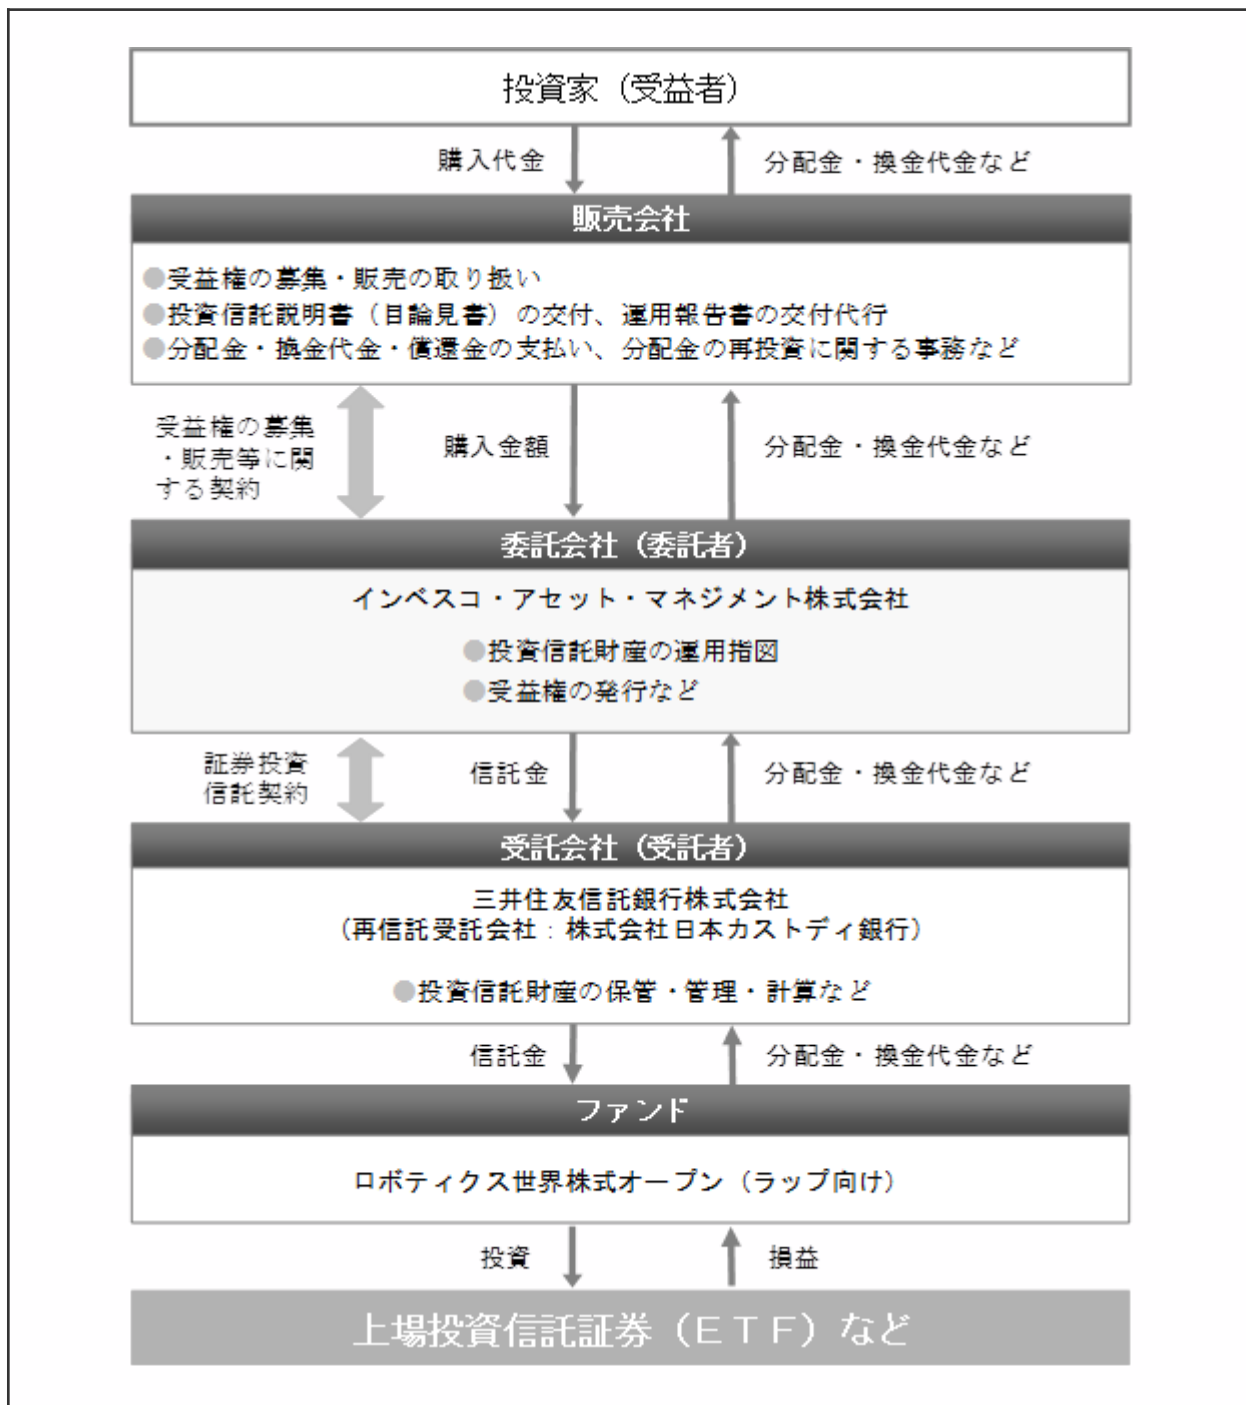 投資家（受益者）
購入代金
分配金・換金代金など
販売会社
●受益権の募集・販売の取り扱い
●投資信託説明書（目論見書）の交付、運用報告書の交付代行
●分配金・換金代金・償還金の支払い、分配金の再投資に関する事務など
受益権の募集
・販売等に関
する契約
購入金額
分配金・換金代金など
委託会社（委託者）
インベスコ・アセット・マネジメント株式会社
●投資信託財産の運用指図
●受益権の発行など
証券投資
信託契約
信託金
分配金・換金代金など
受託会社（受託者）
三井住友信託銀行株式会社
（再信託受託会社：株式会社日本カストディ銀行）
●投資信託財産の保管・管理・計算など
信託金
分配金・換金代金など
ファンド
ロボティクス世界株式オープン（ラップ向け）
投資
損益
上場投資信託証券（ＥＴＦ）など